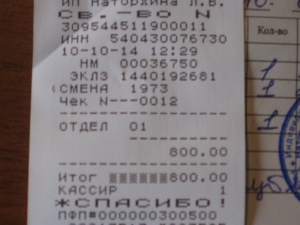 ИП Наторхина Л.В.
СВ.-ВО N
309544511900011
ИНН 540430076730
10-10-14 12:29
НМ 00036750
ЭКЛЗ 1440192681
СМЕНА 1973
Чек N---0012
ОТДЕЛ 01
800.00
Итог 800.00
КАССИР 1
*СПАСИБО!
ПФП#000000300500
Кол-во
1
1
1